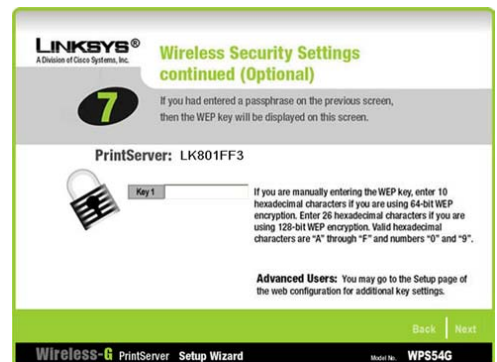 LINKSYS®
A Division of Cisco Systems, Inc.
Wireless Security Settings
continued (Optional)
7
If you had entered a passphrase on the previous screen,
then the WEP key will be displayed on this screen.
PrintServer: LK801FF3
Key 1
If you are manually entering the WEP key, enter 10
hexadecimal characters if you are using 64-bit WEP
encryption. Enter 26 hexadecimal characters if you are
using 128-bit WEP encryption. Valid hexadecimal
characters are "A" through "F" and numbers "0" and "9".
Advanced Users: You may go to the Setup page of
the web configuration for additional key settings.
Back Next
Wireless-G PrintServer Setup Wizard Model No. WPS54G